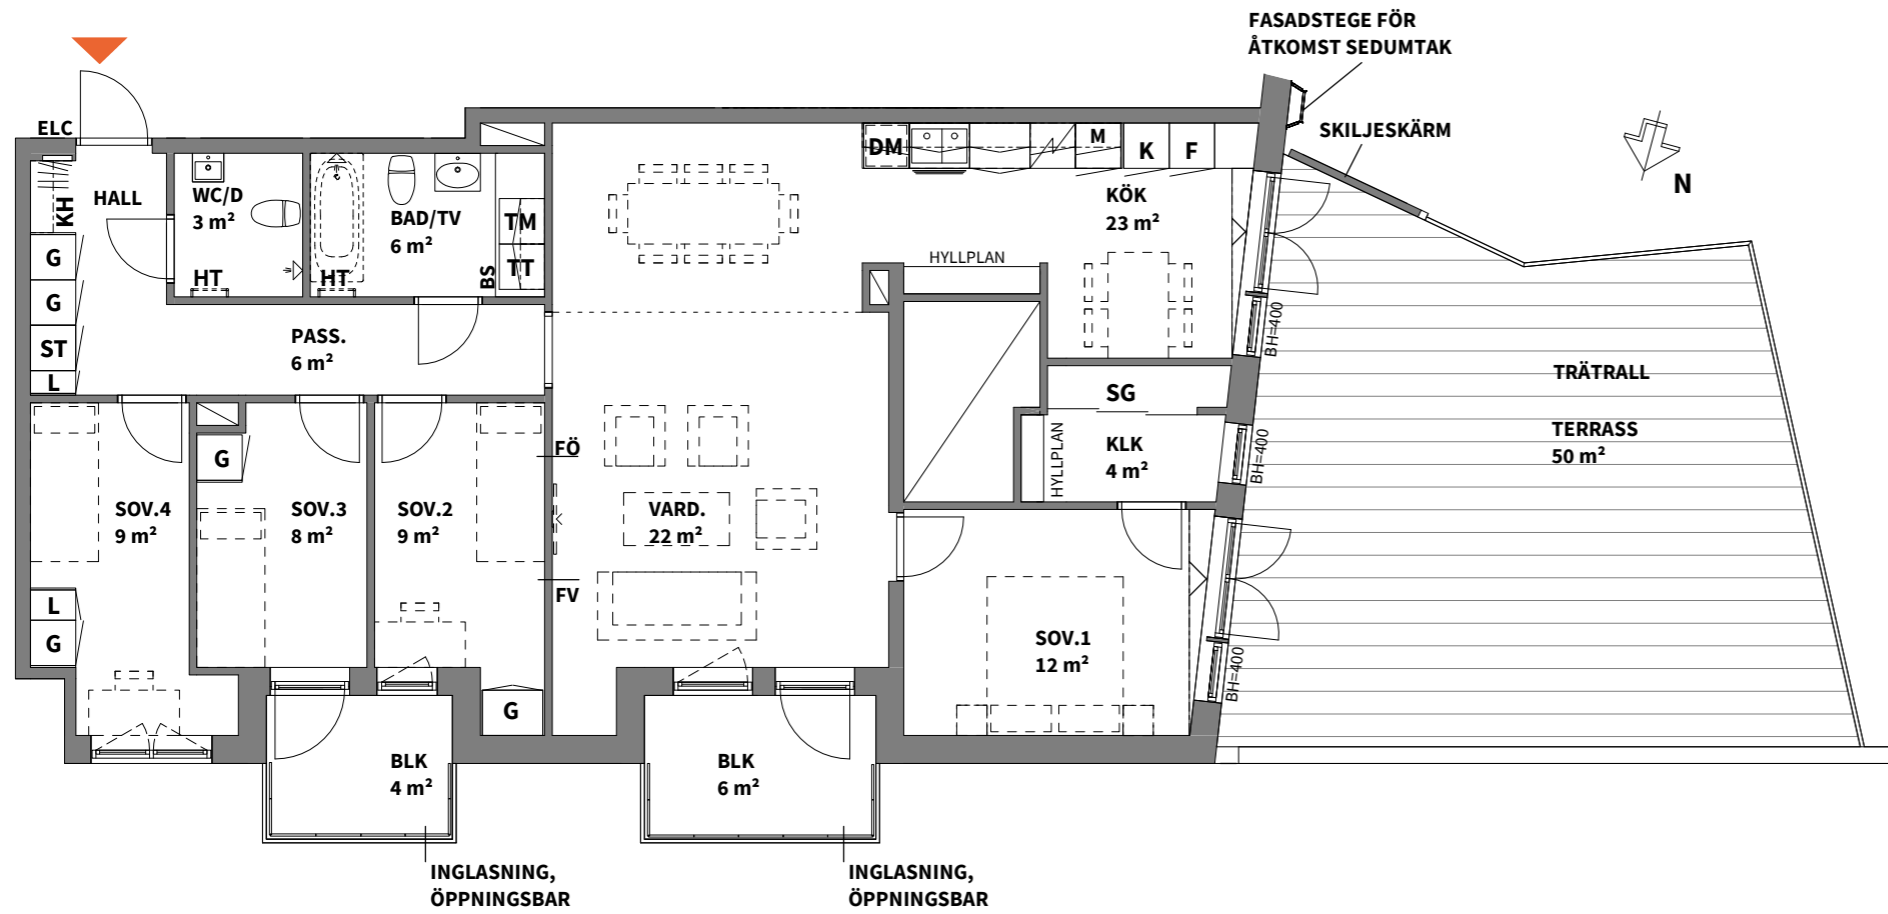 FASADSTEGE FÖR
ÅTKOMST SEDUMTAK
SKILJESKÄRM
N
ELC
HALL
KH
G
G
ST
L
WC/D
3 m²
HT
BAD/TV
6 m²
HT
BS
TM
TT
PASS.
6 m²
DM
M
K
F
KÖK
23 m²
HYLLPLAN
BH=400
SG
HYLLPLAN
KLK
4 m²
BH=400
TRÄTRALL
TERRASS
50 m²
SOV.4
9 m²
L
G
G
SOV.3
8 m²
SOV.2
9 m²
G
FÖ
FV
VARD.
22 m²
SOV.1
12 m²
BH=400
BLK
4 m²
BLK
6 m²
INGLASNING,
ÖPPNINGSBAR
INGLASNING,
ÖPPNINGSBAR